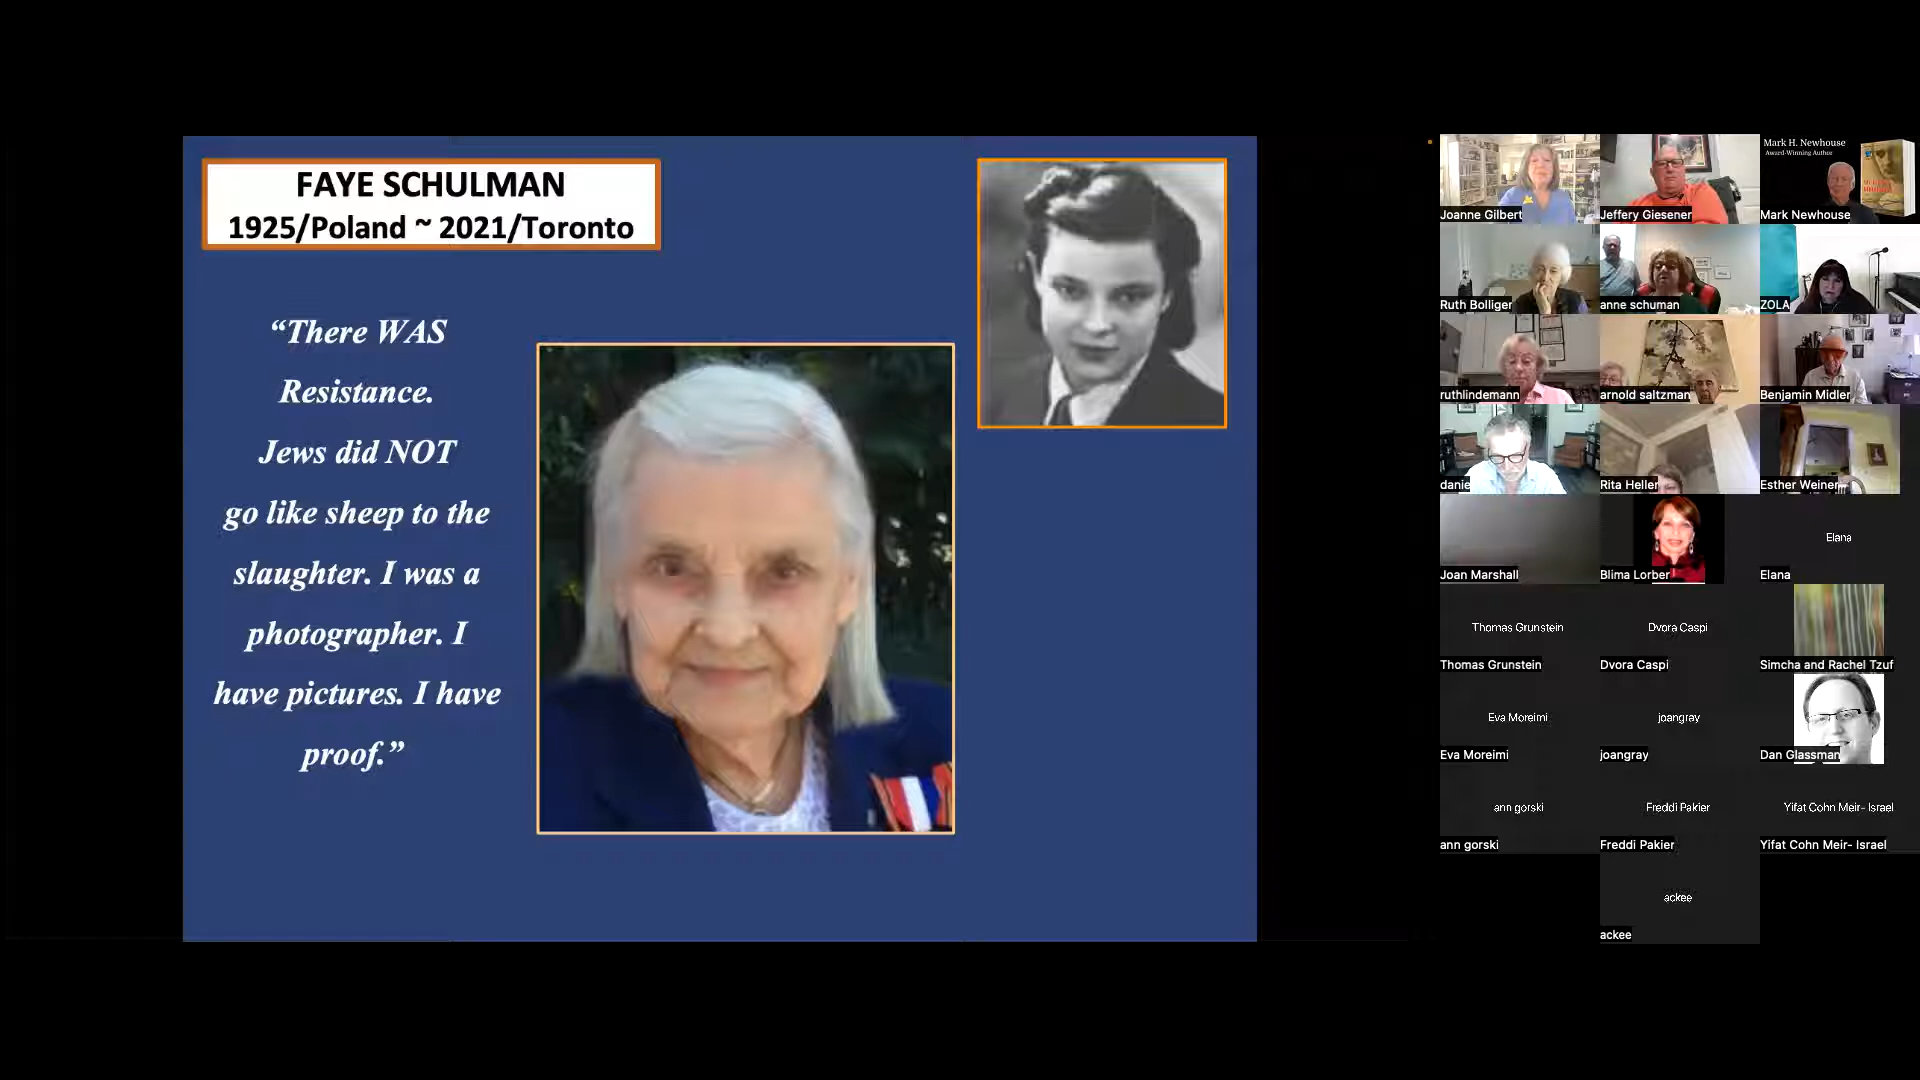 FAYE SCHULMAN
1925/Poland ~ 2021/Toronto
“There WAS
Resistance.
Jews did NOT
go like sheep to the
slaughter. I was a
photographer. I
have pictures. I have
proof.”
Joanne Gilbert
Jeffery Giesener
Mark H. Newhouse
Award-Winning Author
Mark Newhouse
Ruth Bolliger
anne schuman
ZOLA
ruthlindemann
arnold saltzman
Benjamin Midler
danie
Rita Heller
Esther Weiner
Joan Marshall
Blima Lorber
Elana
Elana
Thomas Grunstein
Thomas Grunstein
Dvora Caspi
Dvora Caspi
Simcha and Rachel Tzuf
Eva Moreimi
Eva Moreimi
joangray
joangray
Dan Glassman
ann gorski
ann gorski
Freddi Pakier
Freddi Pakier
Yifat Cohn Meir- Israel
Yifat Cohn Meir- Israel
ackee
ackee